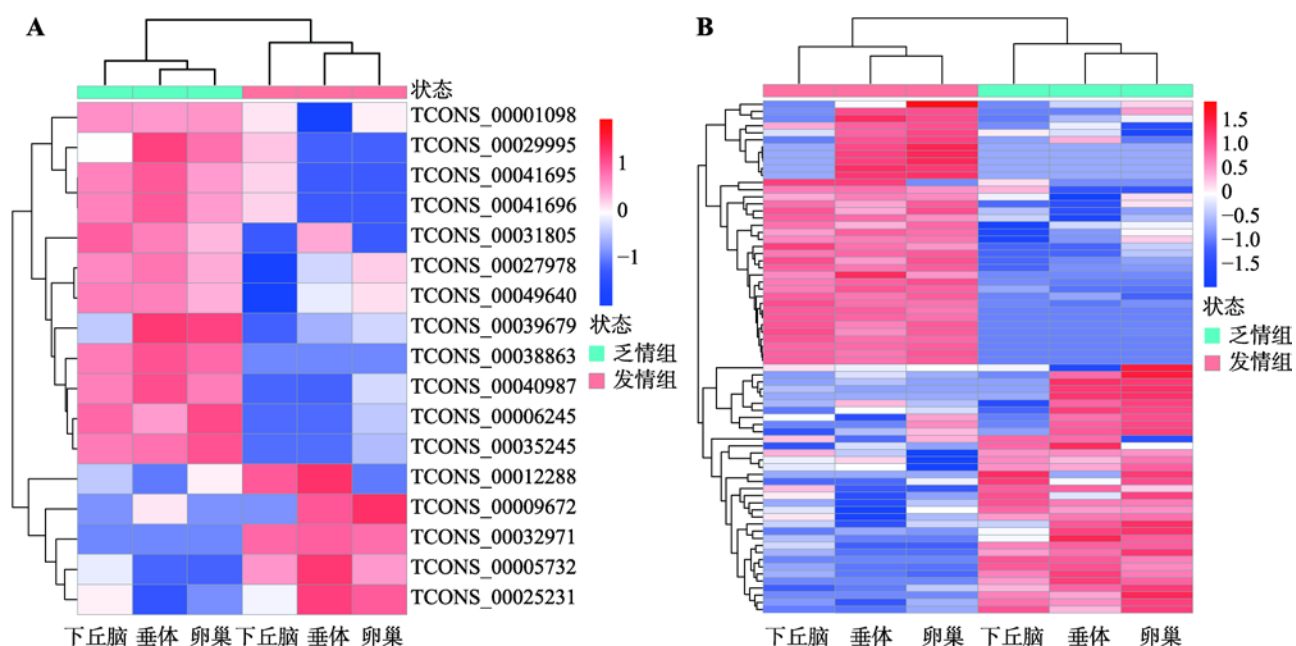 A
状态
TCONS_00001098
TCONS_00029995
TCONS_00041695
TCONS_00041696
TCONS_00031805
TCONS_00027978
TCONS_00049640
TCONS_00039679
TCONS_00038863
TCONS_00040987
TCONS_00006245
TCONS_00035245
TCONS_00012288
TCONS_00009672
TCONS_00032971
TCONS_00005732
TCONS_00025231
下丘脑 垂体 卵巢 下丘脑 垂体 卵巢
1
0
−1
状态
乏情组
发情组
B
1.5
1.0
0.5
0
−0.5
−1.0
−1.5
状态
乏情组
发情组
下丘脑 垂体 卵巢 下丘脑 垂体 卵巢